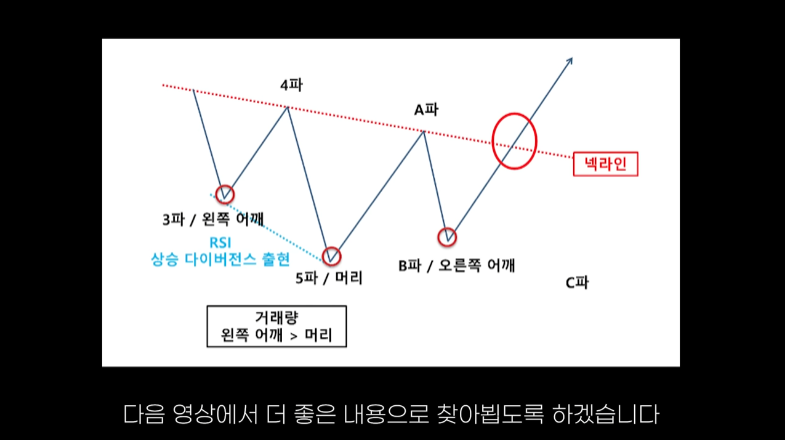 4파
A파
넥라인
3파 / 왼쪽 어깨
RSI
상승 다이버전스 출현
5파 / 머리
B파 / 오른쪽 어깨
C파
거래량
왼쪽 어깨 > 머리
다음 영상에서 더 좋은 내용으로 찾아뵙도록 하겠습니다